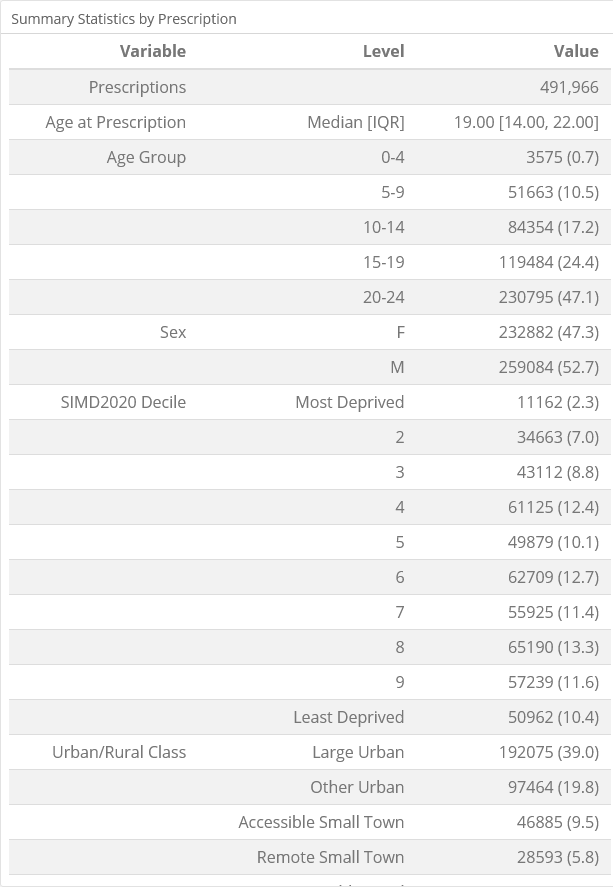 Summary Statistics by Prescription
Variable Level Value
Prescriptions 491,966
Age at Prescription Median [IQR] 19.00 [14.00, 22.00]
Age Group 0-4 3575 (0.7)
5-9 51663 (10.5)
10-14 84354 (17.2)
15-19 119484 (24.4)
20-24 230795 (47.1)
Sex F 232882 (47.3)
M 259084 (52.7)
SIMD2020 Decile Most Deprived 11162 (2.3)
2 34663 (7.0)
3 43112 (8.8)
4 61125 (12.4)
5 49879 (10.1)
6 62709 (12.7)
7 55925 (11.4)
8 65190 (13.3)
9 57239 (11.6)
Least Deprived 50962 (10.4)
Urban/Rural Class Large Urban 192075 (39.0)
Other Urban 97464 (19.8)
Accessible Small Town 46885 (9.5)
Remote Small Town 28593 (5.8)